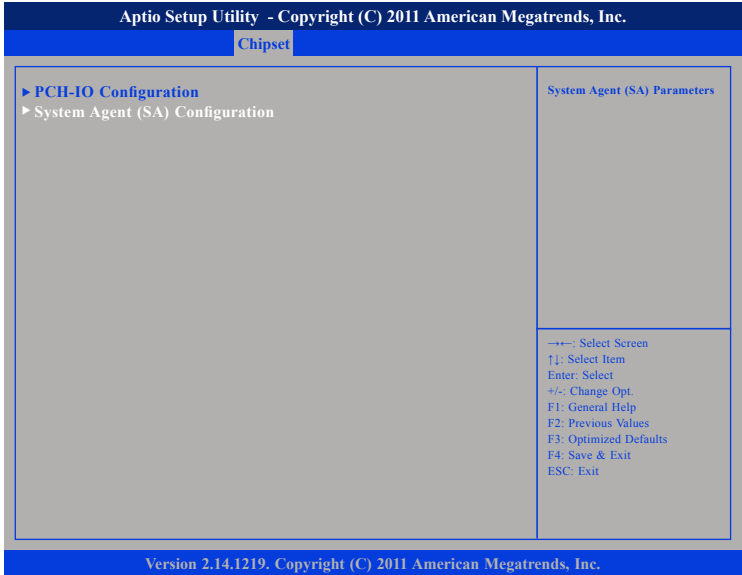 Aptio Setup Utility - Copyright (C) 2011 American Megatrends, Inc.
Chipset
▶ PCH-IO Configuration
▶ System Agent (SA) Configuration
System Agent (SA) Parameters
→←: Select Screen
↑↓: Select Item
Enter: Select
+/-: Change Opt.
F1: General Help
F2: Previous Values
F3: Optimized Defaults
F4: Save & Exit
ESC: Exit
Version 2.14.1219. Copyright (C) 2011 American Megatrends, Inc.